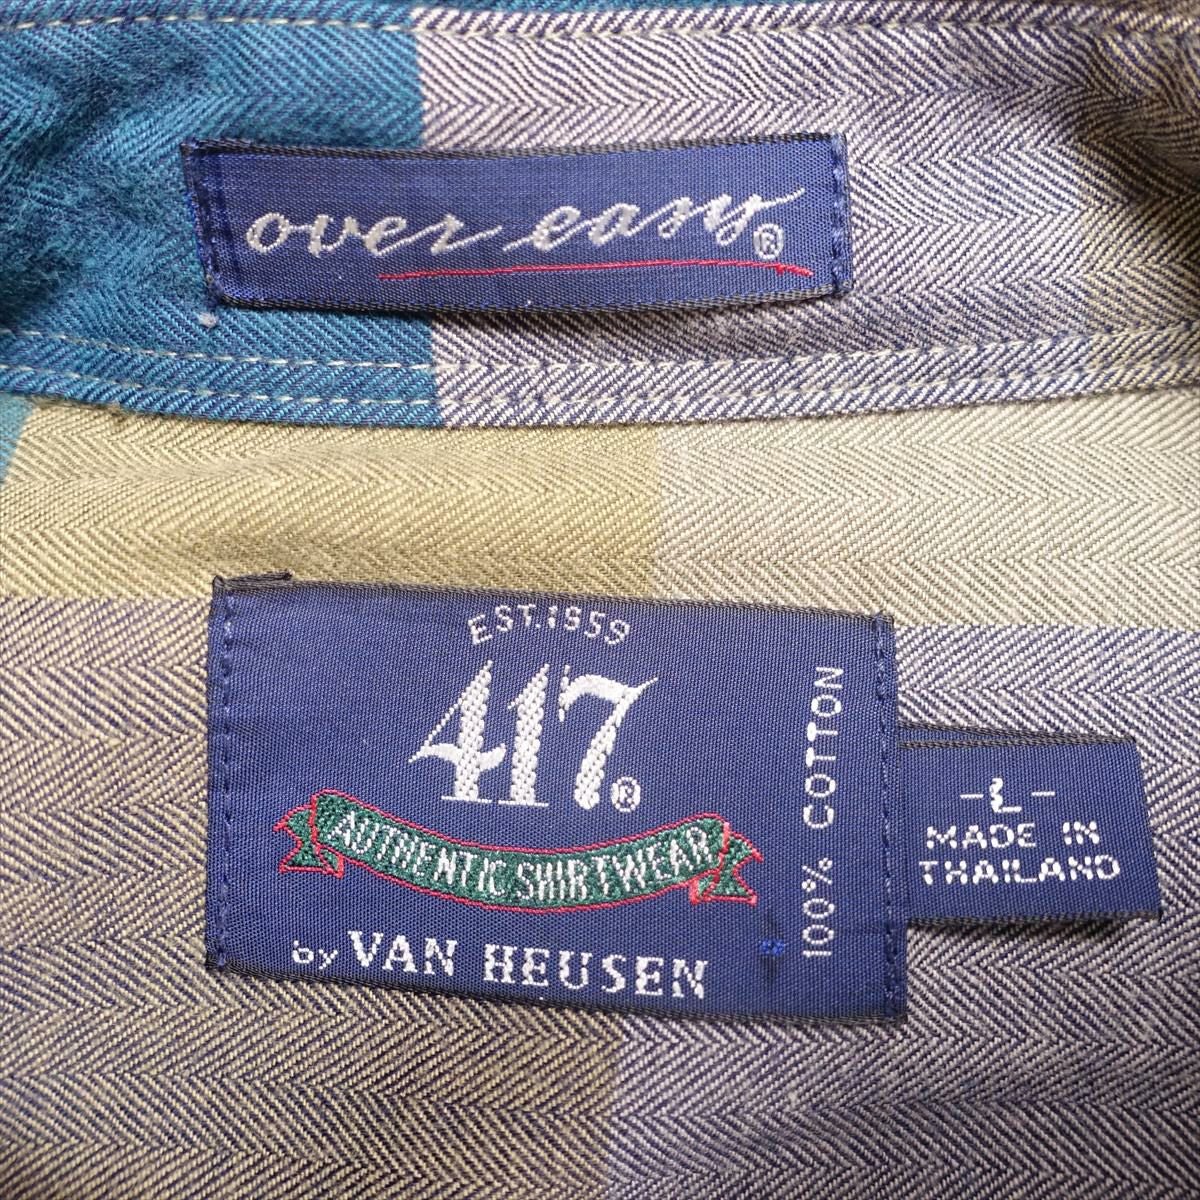 over easy®
EST. 1959
417®
AUTHENTIC SHIRTWEAR
by VAN HEUSEN
100% COTTON
-L-
MADE IN
THAILAND